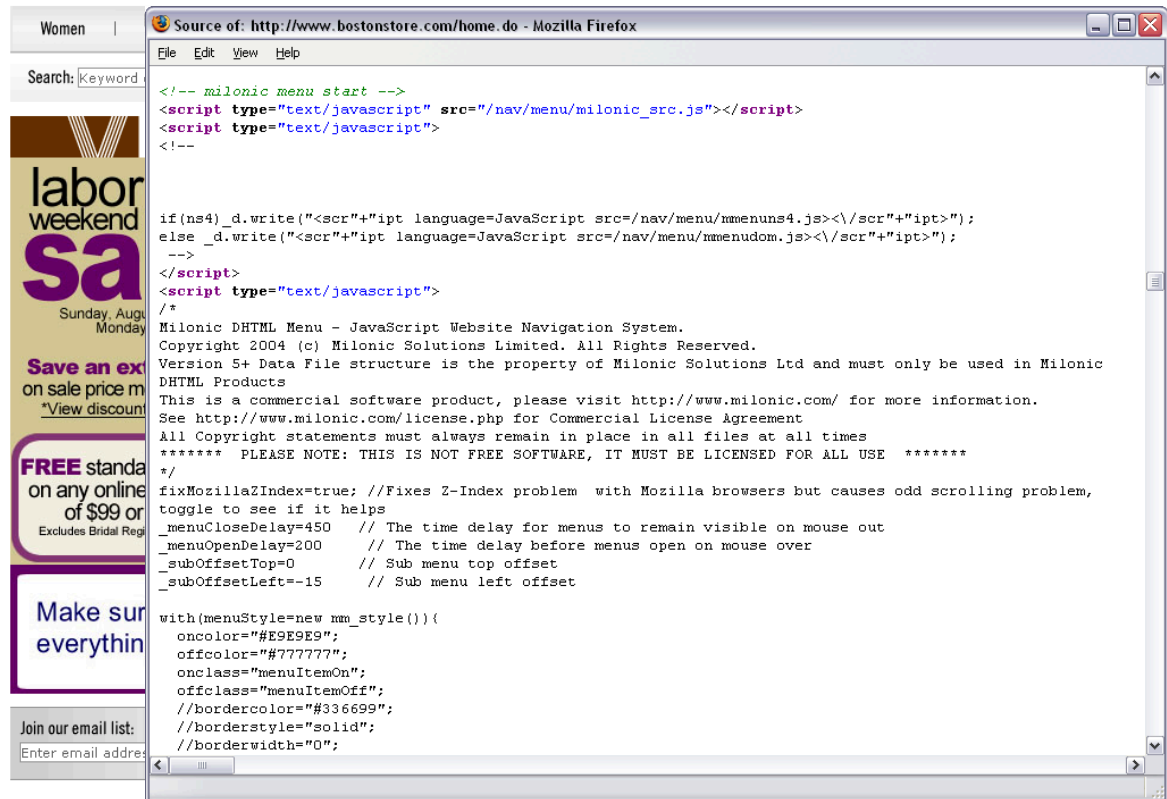 Women |
Search: Keyword
labor
weekend
sa
Sunday, Augu
Monday
Save an ext
on sale price m
*View discount
FREE standa
on any online
of $99 or
Excludes Bridal Regi
Make sur
everythin
Join our email list:
Enter email addres
Source of: http://www.bostonstore.com/home.do - Mozilla Firefox
File Edit View Help
<!-- milonic menu start -->
<script type="text/javascript" src="/nav/menu/milonic_src.js"></script>
<script type="text/javascript">
<!--
if(ns4)_d.write("<scr"+"ipt language=JavaScript src=/nav/menu/mmenuns4.js><\/scr"+"ipt>");
else _d.write("<scr"+"ipt language=JavaScript src=/nav/menu/mmenudom.js><\/scr"+"ipt>");
-->
</script>
<script type="text/javascript">
/*
Milonic DHTML Menu - JavaScript Website Navigation System.
Copyright 2004 (c) Milonic Solutions Limited. All Rights Reserved.
Version 5+ Data File structure is the property of Milonic Solutions Ltd and must only be used in Milonic
DHTML Products
This is a commercial software product, please visit http://www.milonic.com/ for more information.
See http://www.milonic.com/license.php for Commercial License Agreement
All Copyright statements must always remain in place in all files at all times
******* PLEASE NOTE: THIS IS NOT FREE SOFTWARE, IT MUST BE LICENSED FOR ALL USE *******
*/
fixMozillaZIndex=true; //Fixes Z-Index problem with Mozilla browsers but causes odd scrolling problem,
toggle to see if it helps
_menuCloseDelay=450 // The time delay for menus to remain visible on mouse out
_menuOpenDelay=200 // The time delay before menus open on mouse over
_subOffsetTop=0 // Sub menu top offset
_subOffsetLeft=-15 // Sub menu left offset
with(menuStyle=new mm_style()){
oncolor="#E9E9E9";
offcolor="#777777";
onclass="menuItemOn";
offclass="menuItemOff";
//bordercolor="#336699";
//borderstyle="solid";
//borderwidth="0";